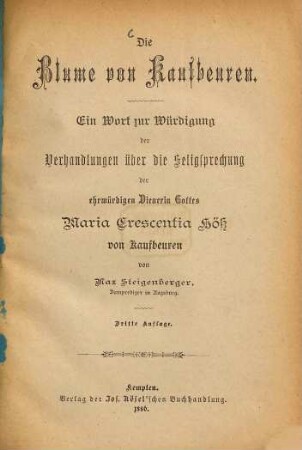 Die
Blume von Kaufbeuren.
Ein Wort zur Würdigung
der
Verhandlungen über die Seligsprechung
der
ehrwürdigen Dienerin Gottes
Maria Crescentia Höß
von Kaufbeuren
von
Max Steigenberger,
Domprediger in Augsburg.
Dritte Auflage.
Kempten.
Verlag der Jos. Kösel'schen Buchhandlung.